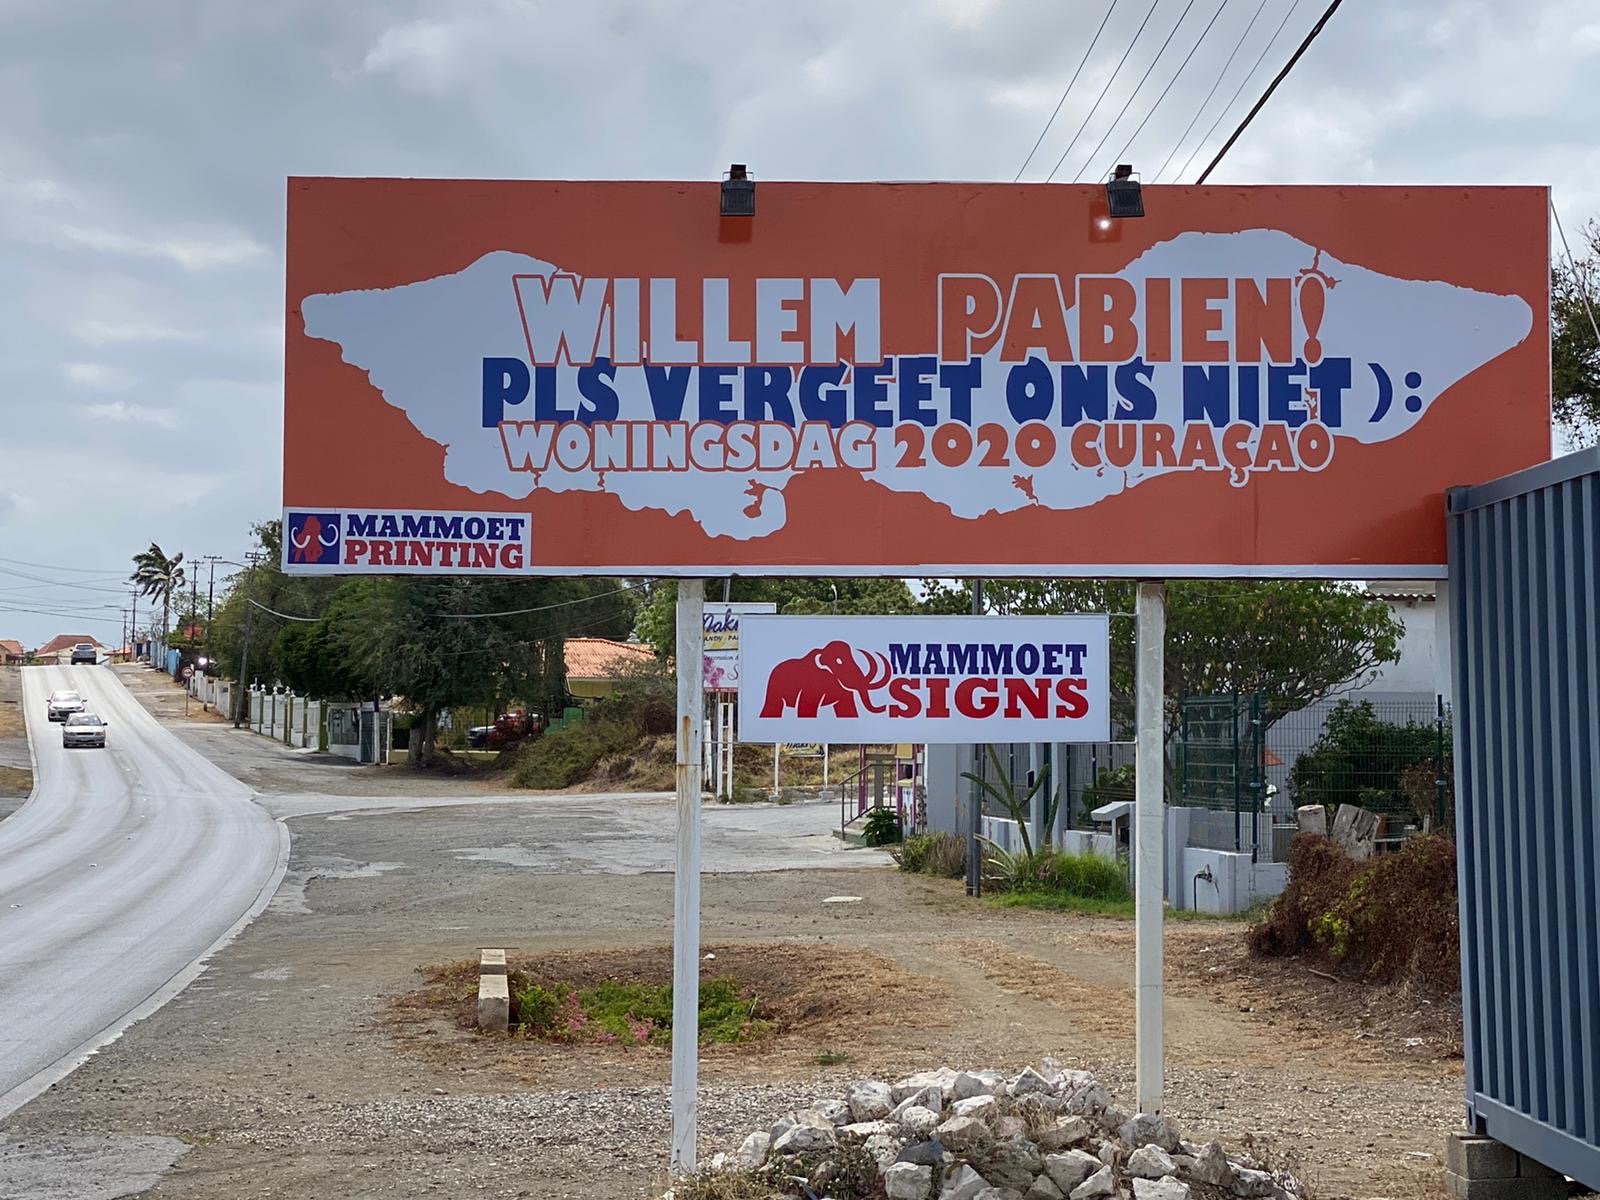 WILLEM PABIEN!
PLS VERGEET ONS NIET ):
WONINGSDAG 2020 CURAÇAO
MAMMOET
PRINTING
MAMMOET
SIGNS